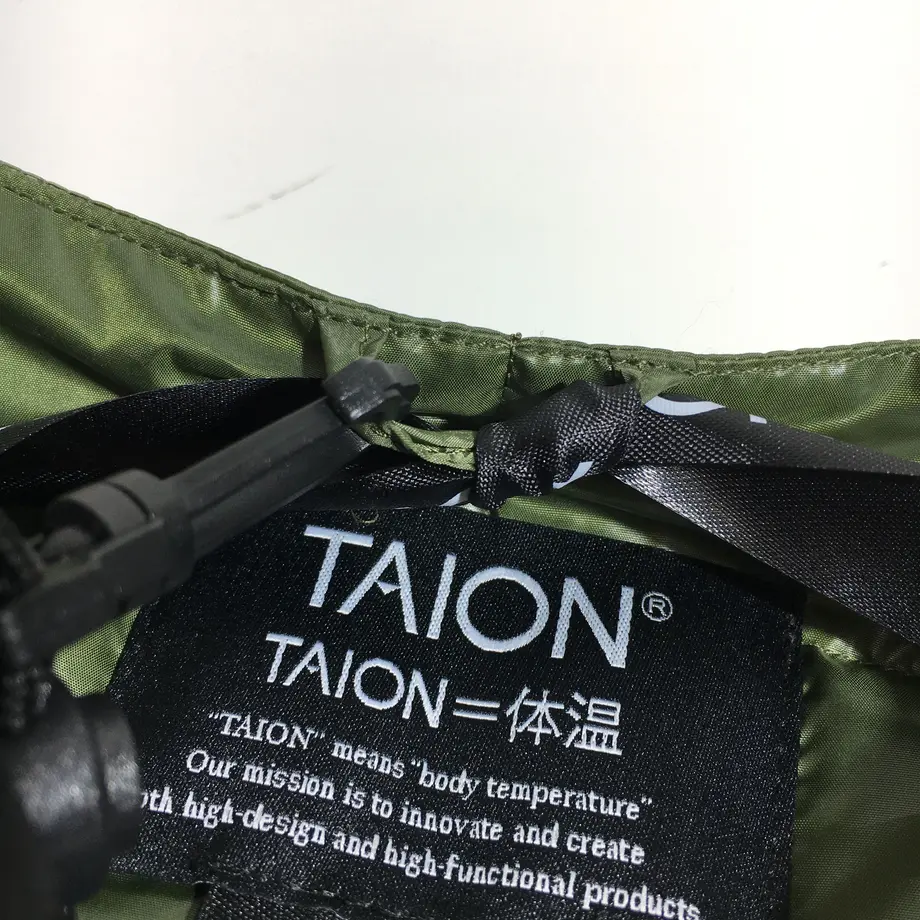 TAION®
TAION=体温
"TAION" means "body temperature"
Our mission is to innovate and create
high-design and high-functional products